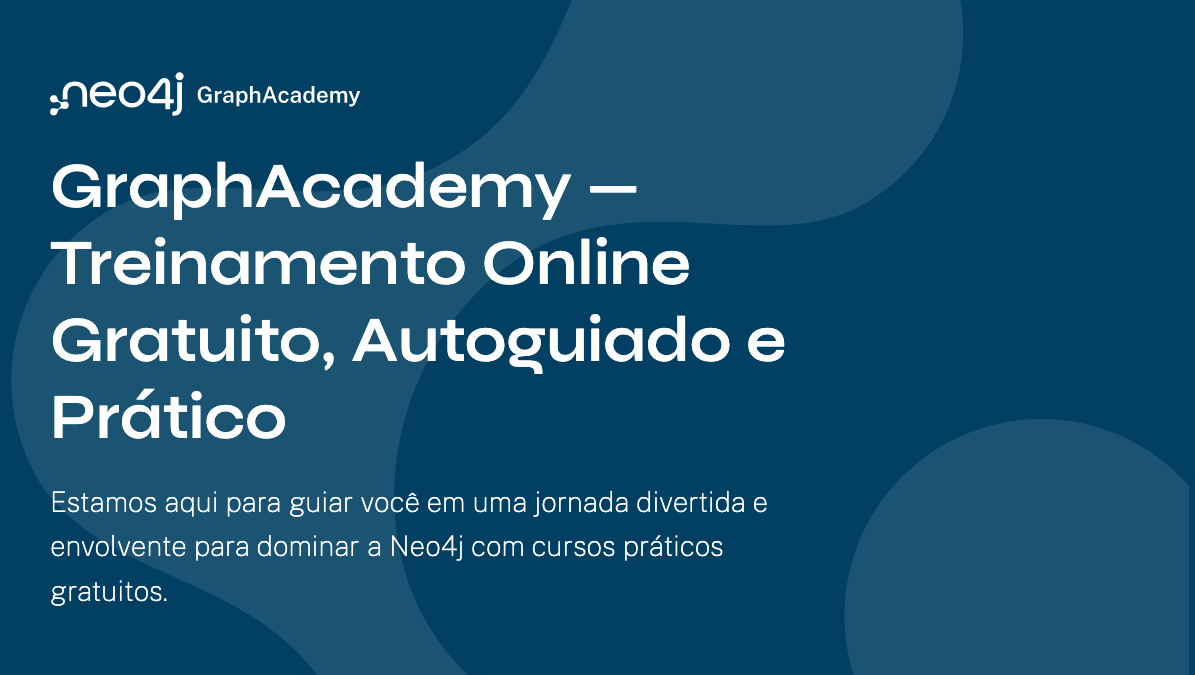 neo4j GraphAcademy
GraphAcademy —
Treinamento Online
Gratuito, Autoguiado e
Prático
Estamos aqui para guiar você em uma jornada divertida e
envolvente para dominar a Neo4j com cursos práticos
gratuitos.